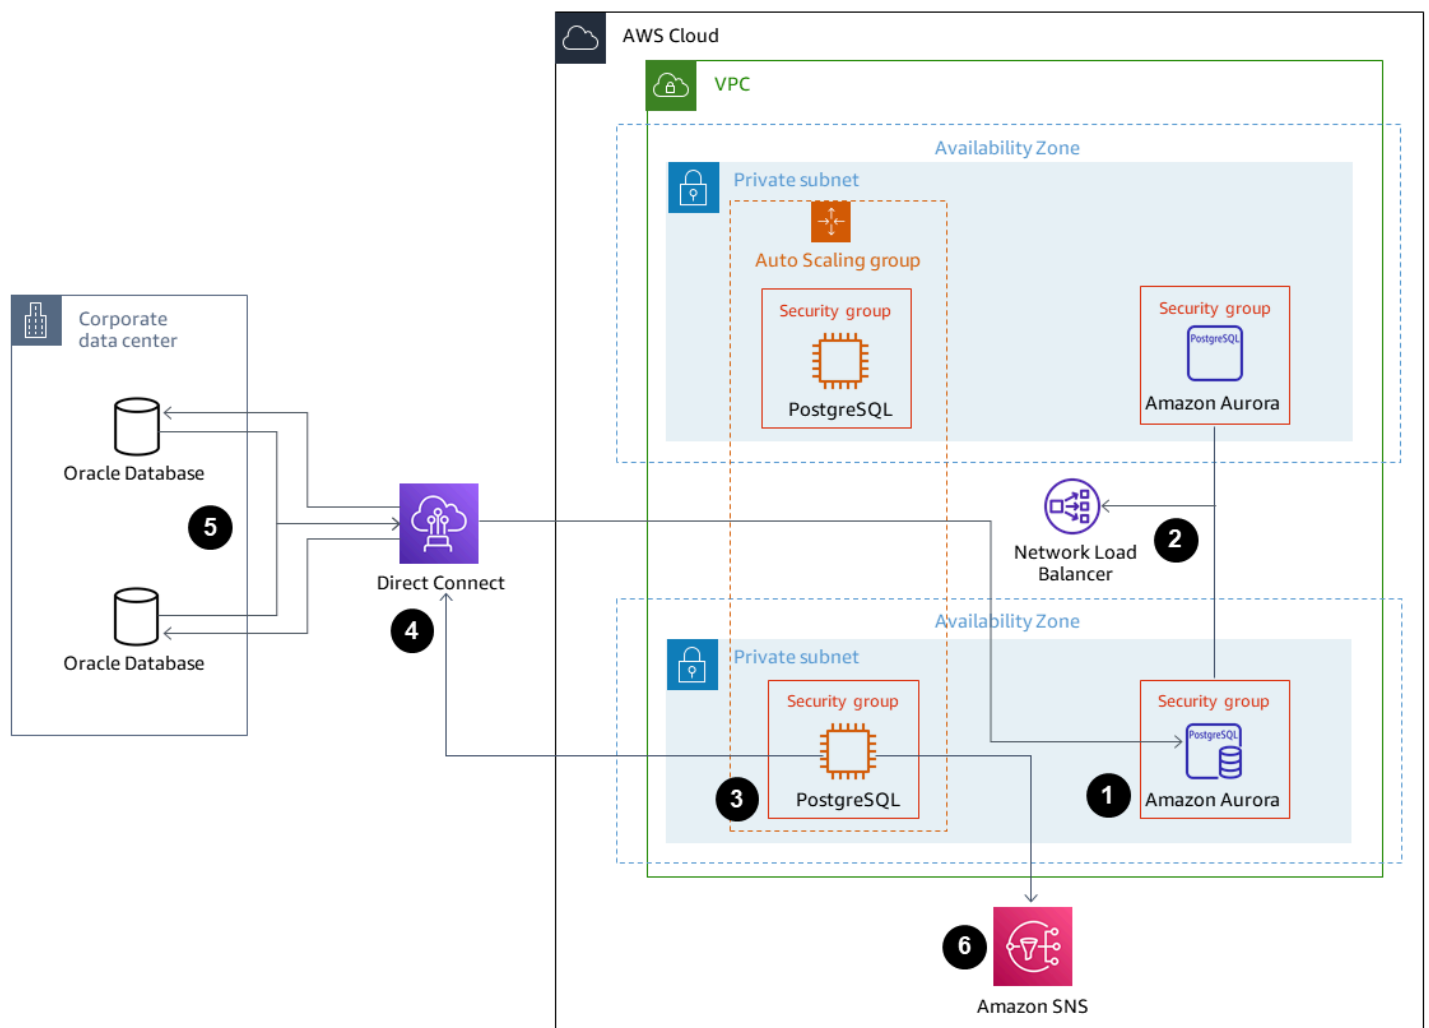 AWS Cloud
VPC
Availability Zone
Private subnet
Auto Scaling group
Security group
PostgreSQL
Security group
PostgreSQL
Amazon Aurora
Corporate
data center
Oracle Database
5
Oracle Database
Direct Connect
4
Network Load
Balancer
2
Availability Zone
Private subnet
Security group
3
PostgreSQL
Security group
PostgreSQL
1
Amazon Aurora
6
Amazon SNS